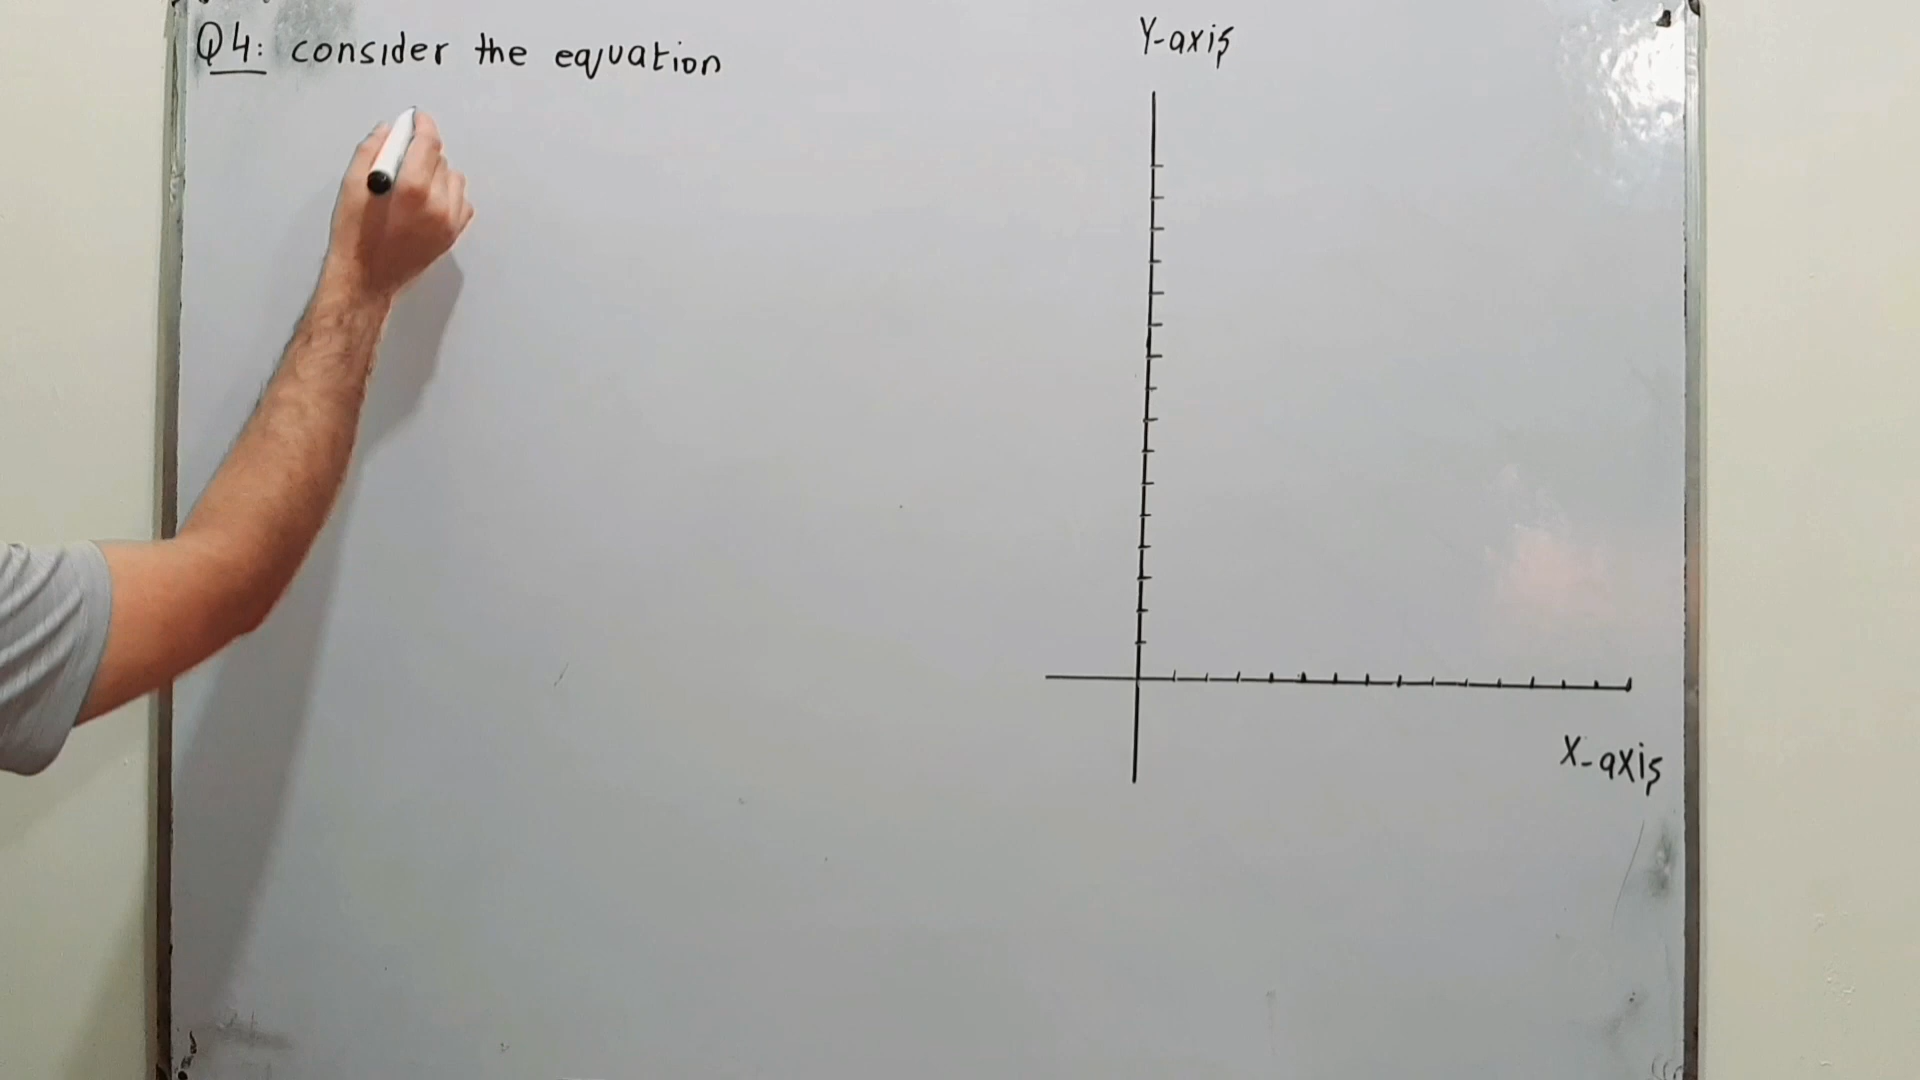 Q4: consider the equation
Y-axis
X-axis